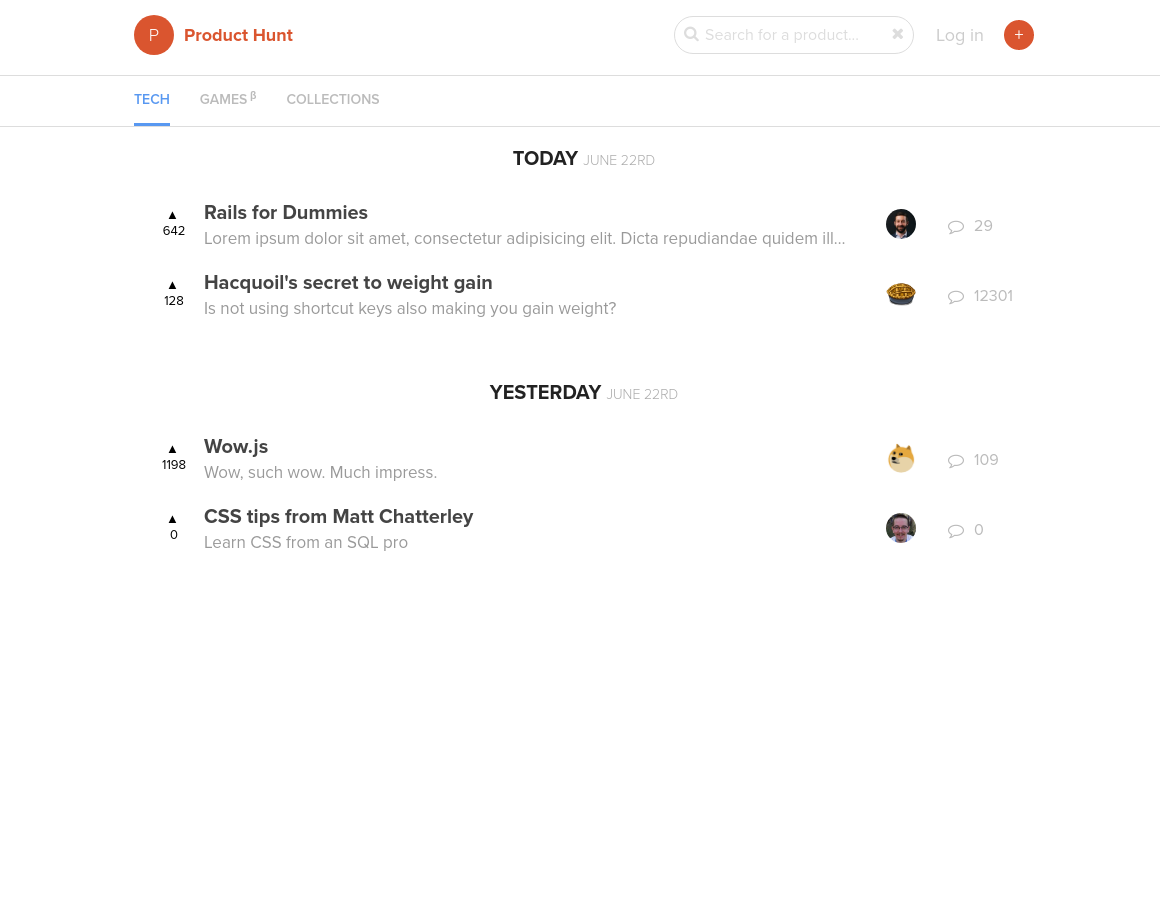 P Product Hunt Search for a product... ✖ Log in +
TECH GAMES β COLLECTIONS
TODAY JUNE 22RD
▲ Rails for Dummies
642 Lorem ipsum dolor sit amet, consectetur adipisicing elit. Dicta repudiandae quidem ill... 29
▲ Hacquoil's secret to weight gain
128 Is not using shortcut keys also making you gain weight? 12301
YESTERDAY JUNE 22RD
▲ Wow.js
1198 Wow, such wow. Much impress. 109
▲ CSS tips from Matt Chatterley
0 Learn CSS from an SQL pro 0